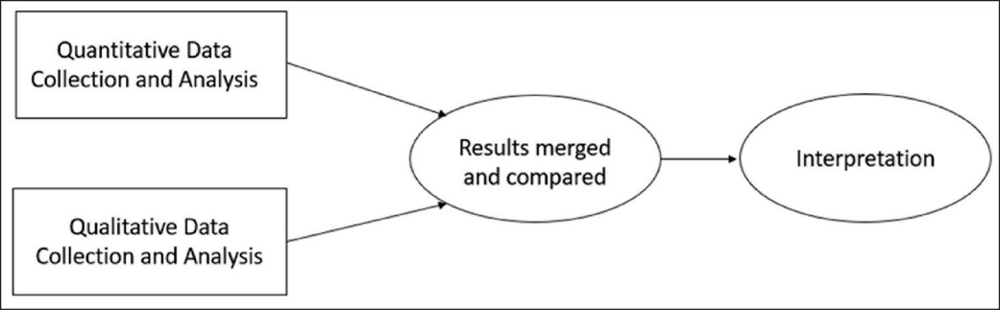 Quantitative Data
Collection and Analysis
Qualitative Data
Collection and Analysis
Results merged
and compared
Interpretation